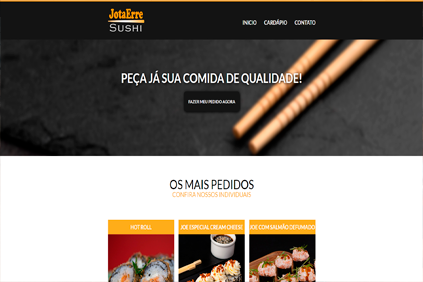 JotaErre
SUSHI
INICIO CARDÁPIO CONTATO
PEÇA JÁ SUA COMIDA DE QUALIDADE!
FAZER MEU PEDIDO AGORA
OS MAIS PEDIDOS
CONFIRA NOSSOS INDIVIDUAIS
HOT ROLL
JOE ESPECIAL CREAM CHEESE
JOE COM SALMÃO DEFUMADO